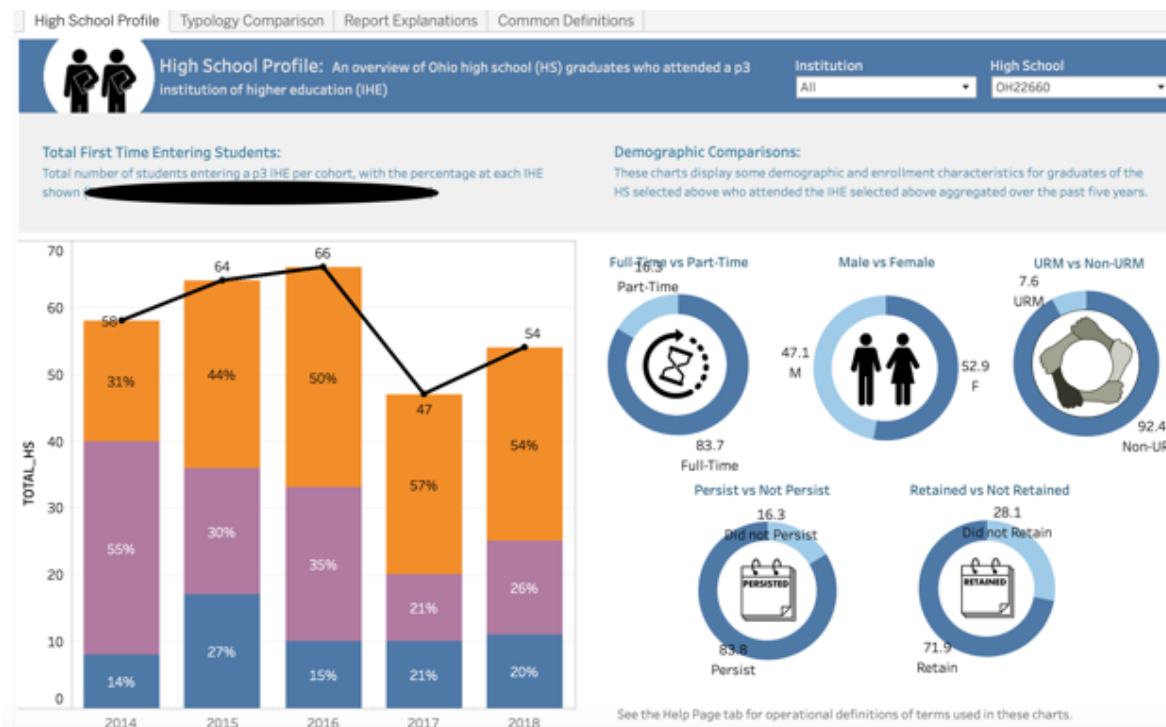 High School Profile
Typology Comparison
Report Explanations
Common Definitions
High School Profile: An overview of Ohio high school (HS) graduates who attended a p3
institution of higher education (IHE)
Institution
All
High School
OH22660
Total First Time Entering Students:
Total number of students entering a p3 IHE per cohort, with the percentage at each IHE
shown
Demographic Comparisons:
These charts display some demographic and enrollment characteristics for graduates of the
HS selected above who attended the IHE selected above aggregated over the past five years.
TOTAL_HS
70
60
50
40
30
20
10
0
58
31%
55%
14%
2014
64
44%
30%
27%
2015
66
50%
35%
15%
2016
47
57%
21%
21%
2017
54
54%
26%
20%
2018
Full-Time vs Part-Time
16.3
Part-Time
83.7
Full-Time
Male vs Female
47.1
M
52.9
F
URM vs Non-URM
7.6
URM
92.4
Non-UR
Persist vs Not Persist
16.3
Did not Persist
PERSISTED
83.8
Persist
Retained vs Not Retained
28.1
Did not Retain
RETAINED
71.9
Retain
See the Help Page tab for operational definitions of terms used in these charts.